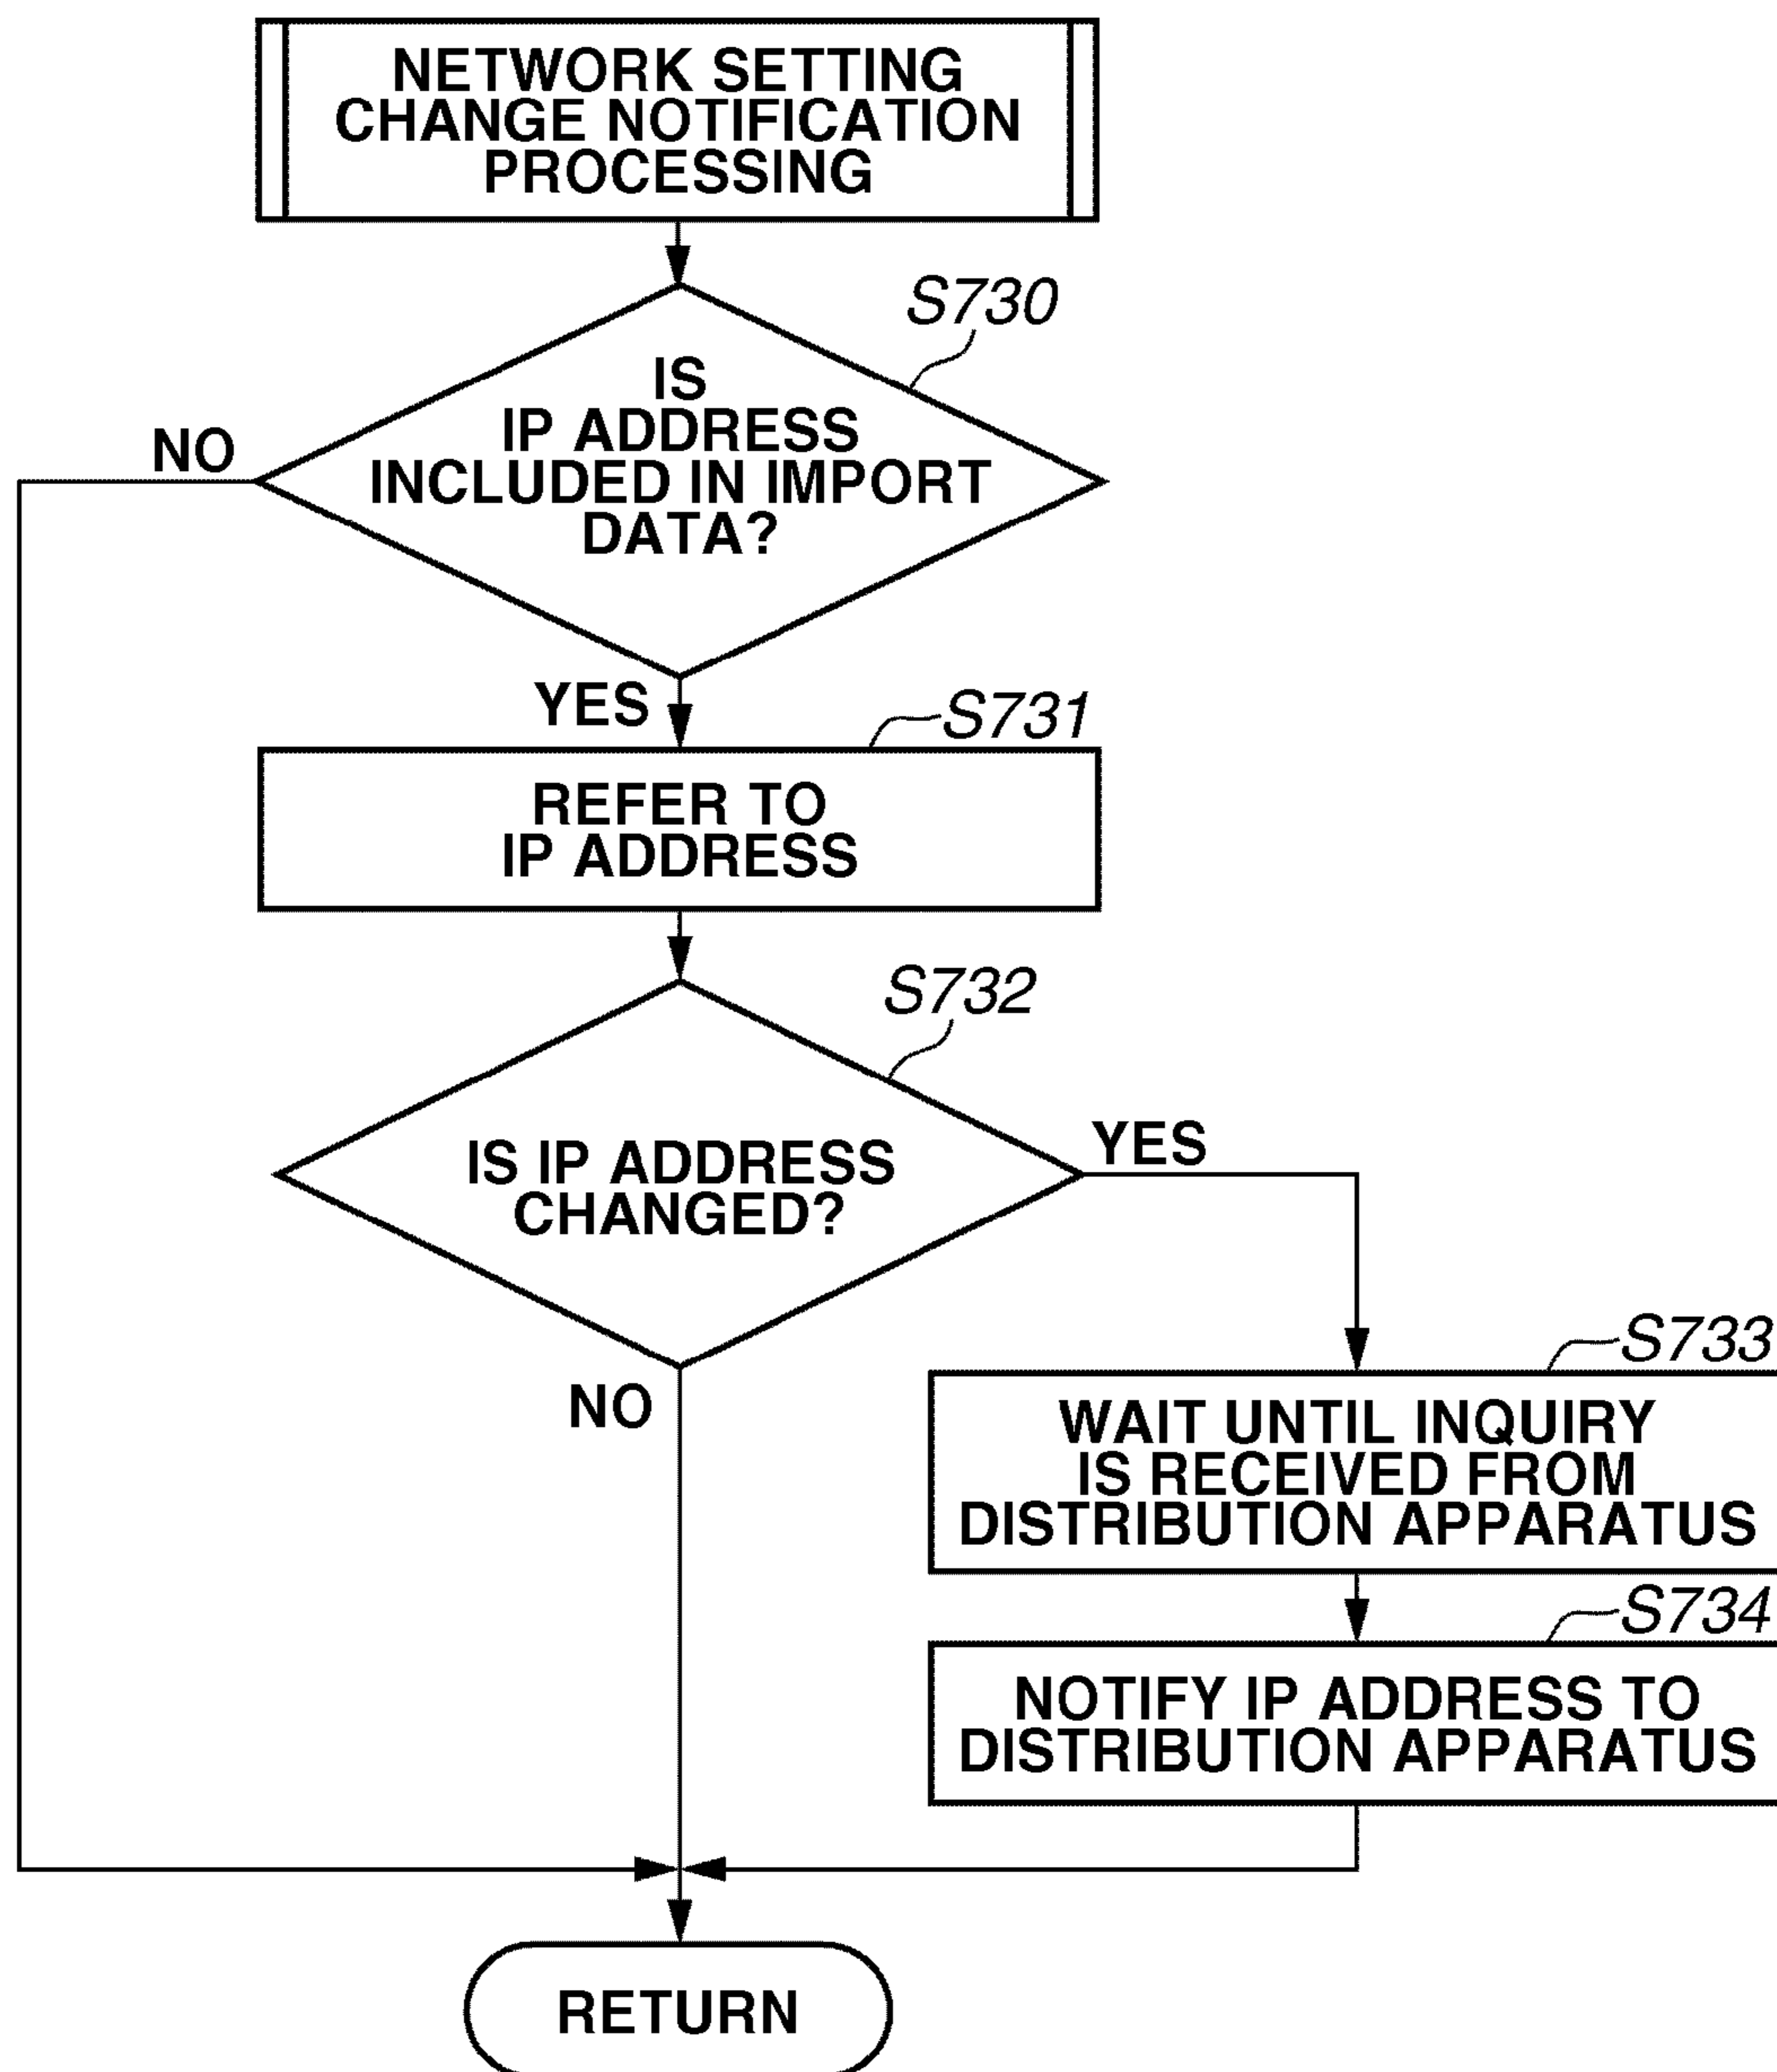 NETWORK SETTING
CHANGE NOTIFICATION
PROCESSING
S730
IS
IP ADDRESS
INCLUDED IN IMPORT
DATA?
NO
YES
S731
REFER TO
IP ADDRESS
S732
IS IP ADDRESS
CHANGED?
YES
NO
S733
WAIT UNTIL INQUIRY
IS RECEIVED FROM
DISTRIBUTION APPARATUS
S734
NOTIFY IP ADDRESS TO
DISTRIBUTION APPARATUS
RETURN